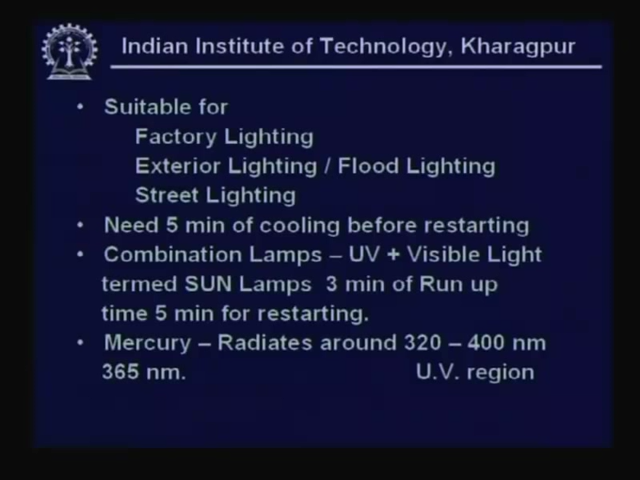 Indian Institute of Technology, Kharagpur
• Suitable for
Factory Lighting
Exterior Lighting / Flood Lighting
Street Lighting
• Need 5 min of cooling before restarting
• Combination Lamps – UV + Visible Light
termed SUN Lamps 3 min of Run up
time 5 min for restarting.
• Mercury – Radiates around 320 – 400 nm
365 nm. U.V. region